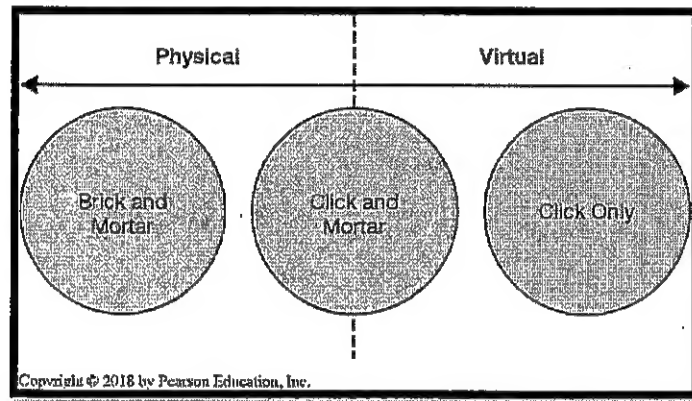 Physical
Virtual
Brick and
Mortar
Click and
Mortar
Click Only
Copyright © 2018 by Pearson Education, Inc.